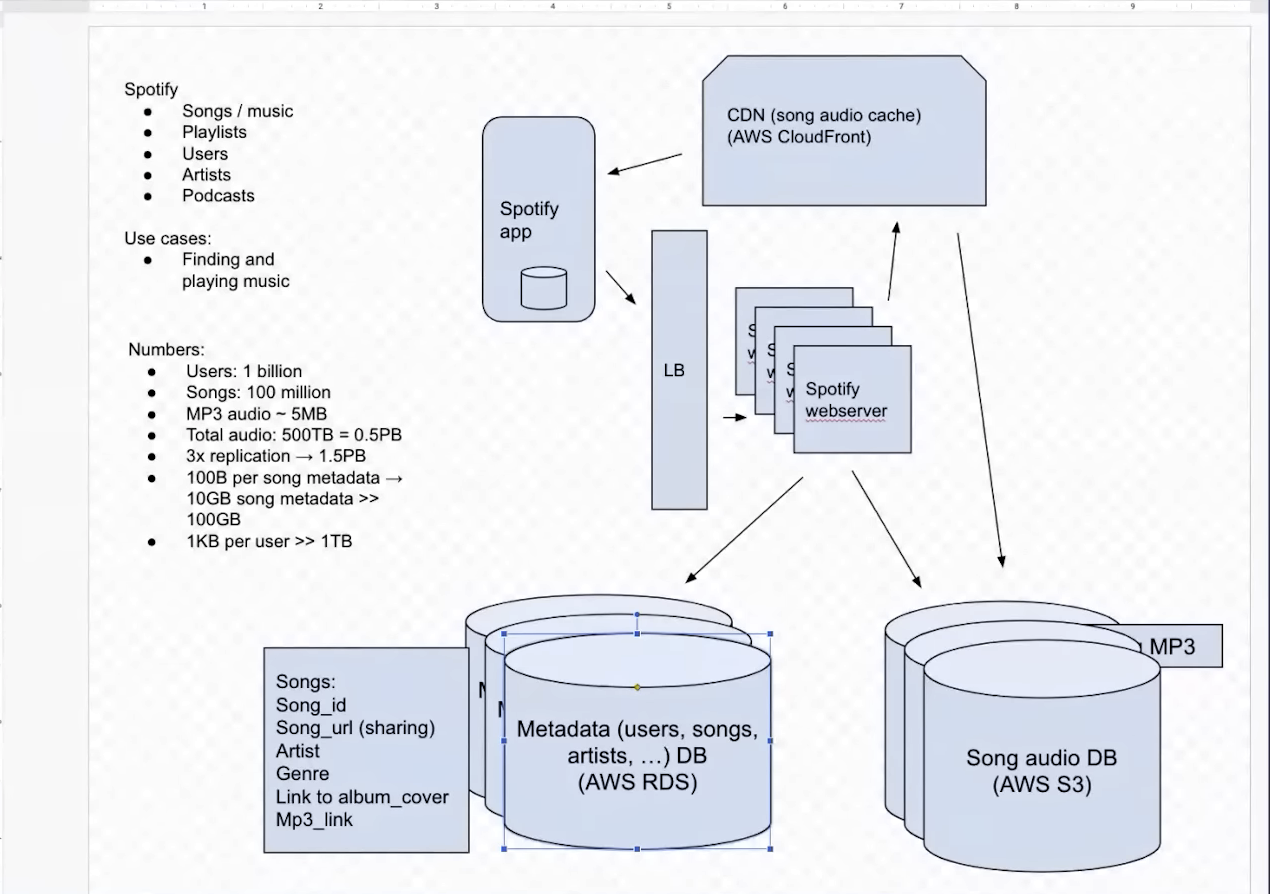 1 2 3 4 5 6 7 8 9
Spotify
● Songs / music
● Playlists
● Users
● Artists
● Podcasts
Use cases:
● Finding and
playing music
Numbers:
● Users: 1 billion
● Songs: 100 million
● MP3 audio ~ 5MB
● Total audio: 500TB = 0.5PB
● 3x replication → 1.5PB
● 100B per song metadata →
10GB song metadata >>
100GB
● 1KB per user >> 1TB
Spotify
app
CDN (song audio cache)
(AWS CloudFront)
LB
S
w
S
w
S
w
Spotify
webserver
Songs:
Song_id
Song_url (sharing)
Artist
Genre
Link to album_cover
Mp3_link
Metadata (users, songs,
artists, …) DB
(AWS RDS)
MP3
Song audio DB
(AWS S3)